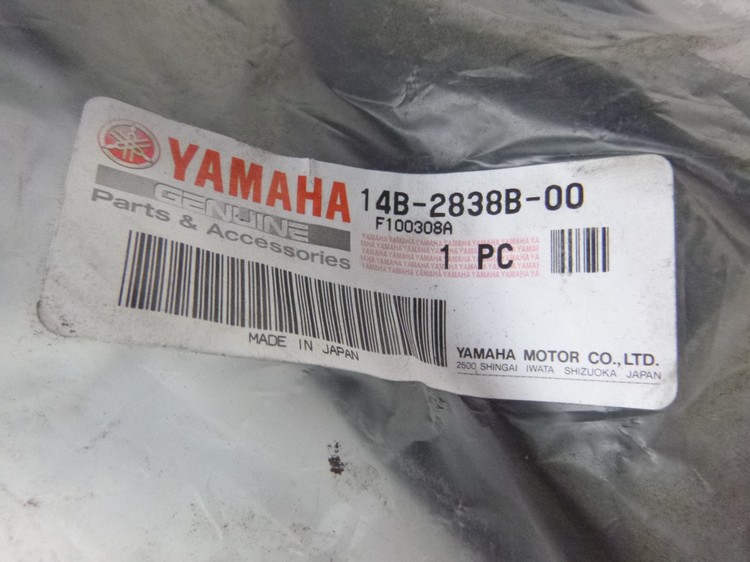 YAMAHA
GENUINE
Parts & Accessories
14B-2838B-00
F100308A
1 PC
MADE IN JAPAN
YAMAHA MOTOR CO., LTD.
2500 SHINGAI IWATA SHIZUOKA JAPAN